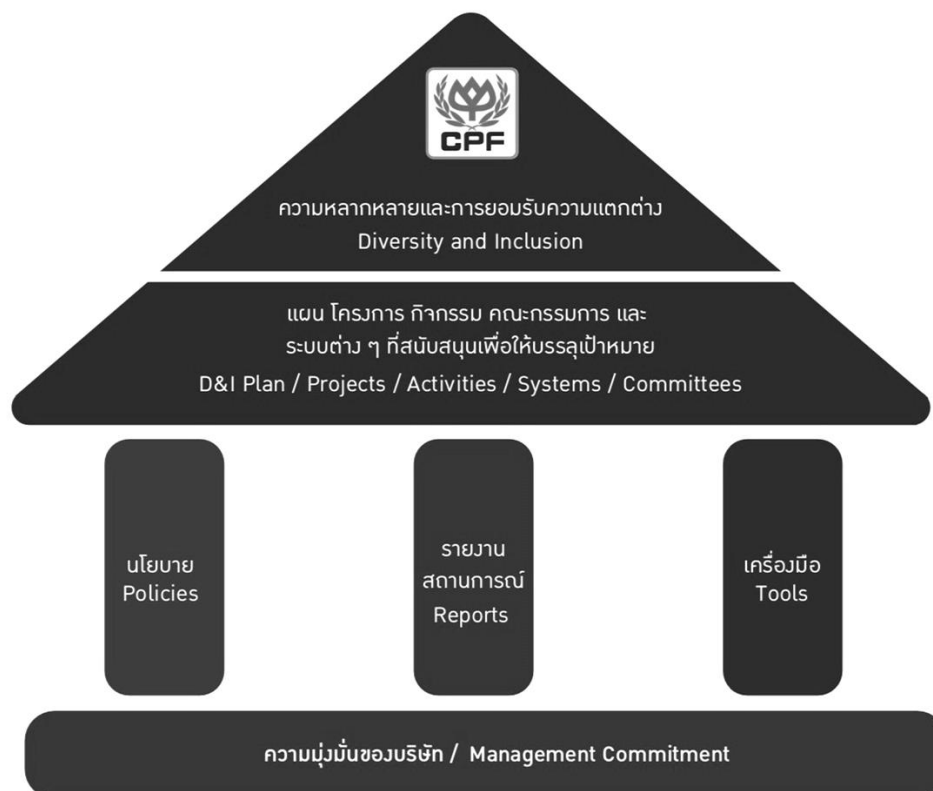 CPF
ความหลากหลายและการยอมรับความแตกต่าง
Diversity and Inclusion
แผน โครงการ กิจกรรม คณะกรรมการ และ
ระบบต่าง ๆ ที่สนับสนุนเพื่อให้บรรลุเป้าหมาย
D&I Plan / Projects / Activities / Systems / Committees
นโยบาย
Policies
รายงาน
สถานการณ์
Reports
เครื่องมือ
Tools
ความมุ่งมั่นของบริษัท / Management Commitment